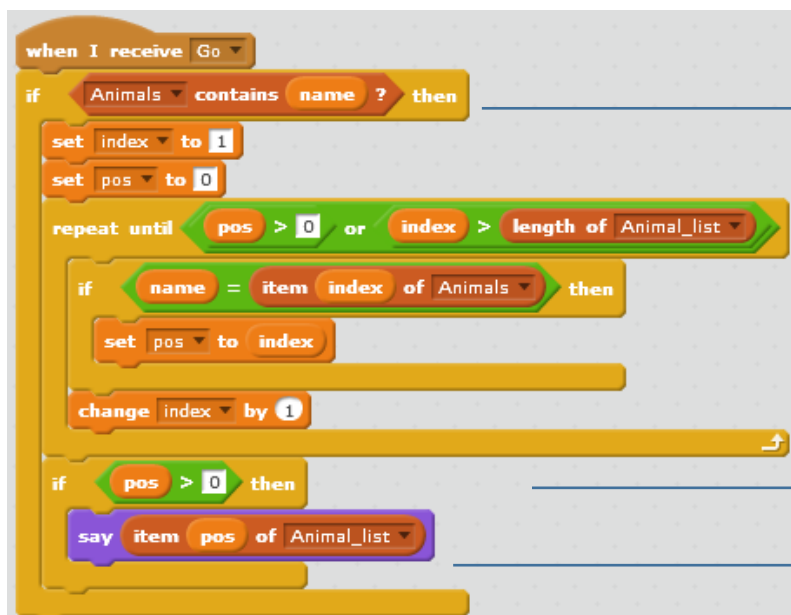 when I receive Go
if Animals contains name ? then
set index to 1
set pos to 0
repeat until pos > 0 or index > length of Animal_list
if name = item index of Animals then
set pos to index
change index by 1
if pos > 0 then
say item pos of Animal_list